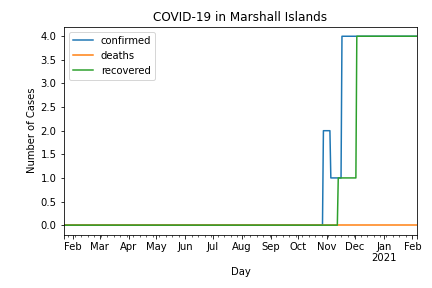 COVID-19 in Marshall Islands
confirmed
deaths
recovered
Number of Cases
4.0
3.5
3.0
2.5
2.0
1.5
1.0
0.5
0.0
Feb Mar Apr May Jun Jul Aug Sep Oct Nov Dec Jan Feb
2021
Day